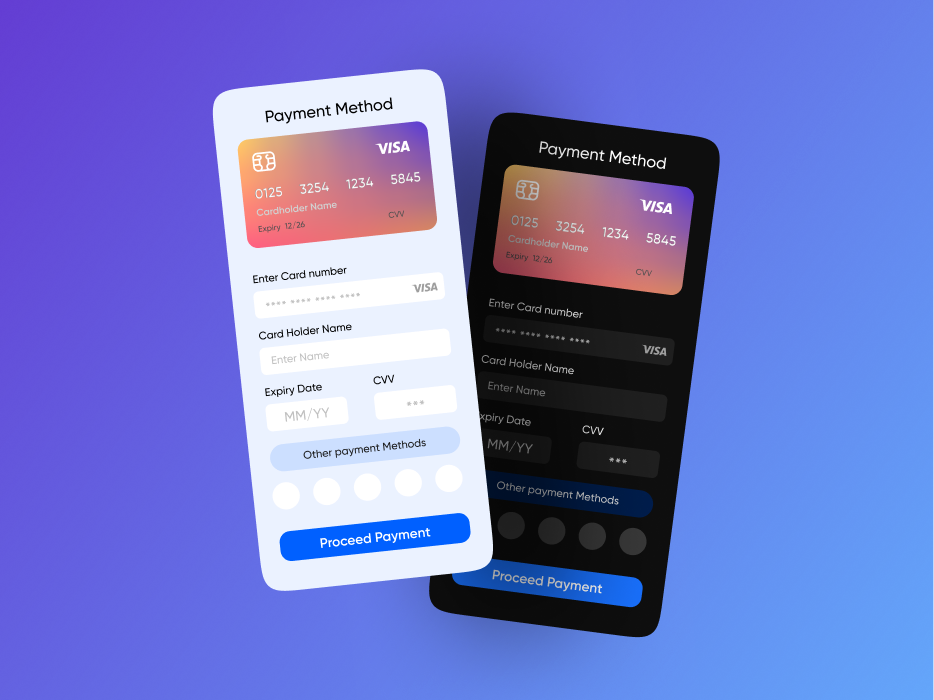 Payment Method
VISA
0125 3254 1234 5845
Cardholder Name
Expiry 12/26
CVV
Enter Card number
**** **** **** ****
VISA
Card Holder Name
Enter Name
Expiry Date
CVV
MM/YY
***
Other payment Methods
Proceed Payment
Payment Method
VISA
0125 3254 1234 5845
Cardholder Name
Expiry 12/26
CVV
Enter Card number
**** **** **** ****
VISA
Card Holder Name
Enter Name
xpiry Date
CVV
MM/YY
***
Other payment Methods
Proceed Payment